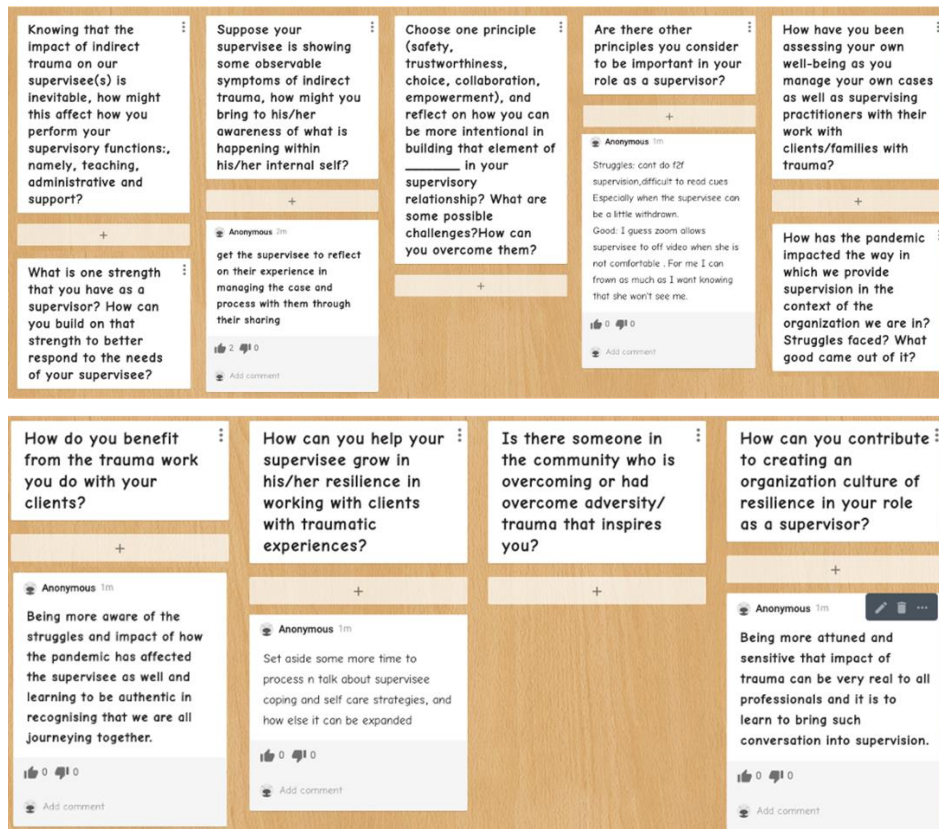 Knowing that the
impact of indirect
trauma on our
supervisee(s) is
inevitable, how might
this affect how you
perform your
supervisory functions:,
namely, teaching,
administrative and
support?
+
What is one strength
that you have as a
supervisor? How can
you build on that
strength to better
respond to the needs
of your supervisee?
Suppose your
supervisee is showing
some observable
symptoms of indirect
trauma, how might you
bring to his/her
awareness of what is
happening within
his/her internal self?
+
Anonymous 2m
get the supervisee to reflect
on their experience in
managing the case and
process with them through
their sharing
2 0
Add comment
Choose one principle
(safety,
trustworthiness,
choice, collaboration,
empowerment), and
reflect on how you can
be more intentional in
building that element of
_______ in your
supervisory
relationship? What are
some possible
challenges?How can
you overcome them?
+
Are there other
principles you consider
to be important in your
role as a supervisor?
+
Anonymous 1m
Struggles: cant do f2f
supervision,difficult to read cues
Especially when the supervisee can
be a little withdrawn.
Good: I guess zoom allows
supervisee to off video when she is
not comfortable . For me I can
frown as much as I want knowing
that she won't see me.
0 0
Add comment
How have you been
assessing your own
well-being as you
manage your own cases
as well as supervising
practitioners with their
work with
clients/families with
trauma?
+
How has the pandemic
impacted the way in
which we provide
supervision in the
context of the
organization we are in?
Struggles faced? What
good came out of it?
How do you benefit
from the trauma work
you do with your
clients?
+
Anonymous 1m
Being more aware of the
struggles and impact of how
the pandemic has affected
the supervisee as well and
learning to be authentic in
recognising that we are all
journeying together.
0 0
Add comment
How can you help your
supervisee grow in
his/her resilience in
working with clients
with traumatic
experiences?
+
Anonymous 1m
Set aside some more time to
process n talk about supervisee
coping and self care strategies, and
how else it can be expanded
0 0
Add comment
Is there someone in
the community who is
overcoming or had
overcome adversity/
trauma that inspires
you?
+
How can you contribute
to creating an
organization culture of
resilience in your role
as a supervisor?
+
Anonymous 1m
Being more attuned and
sensitive that impact of
trauma can be very real to all
professionals and it is to
learn to bring such
conversation into supervision.
0 0
Add comment